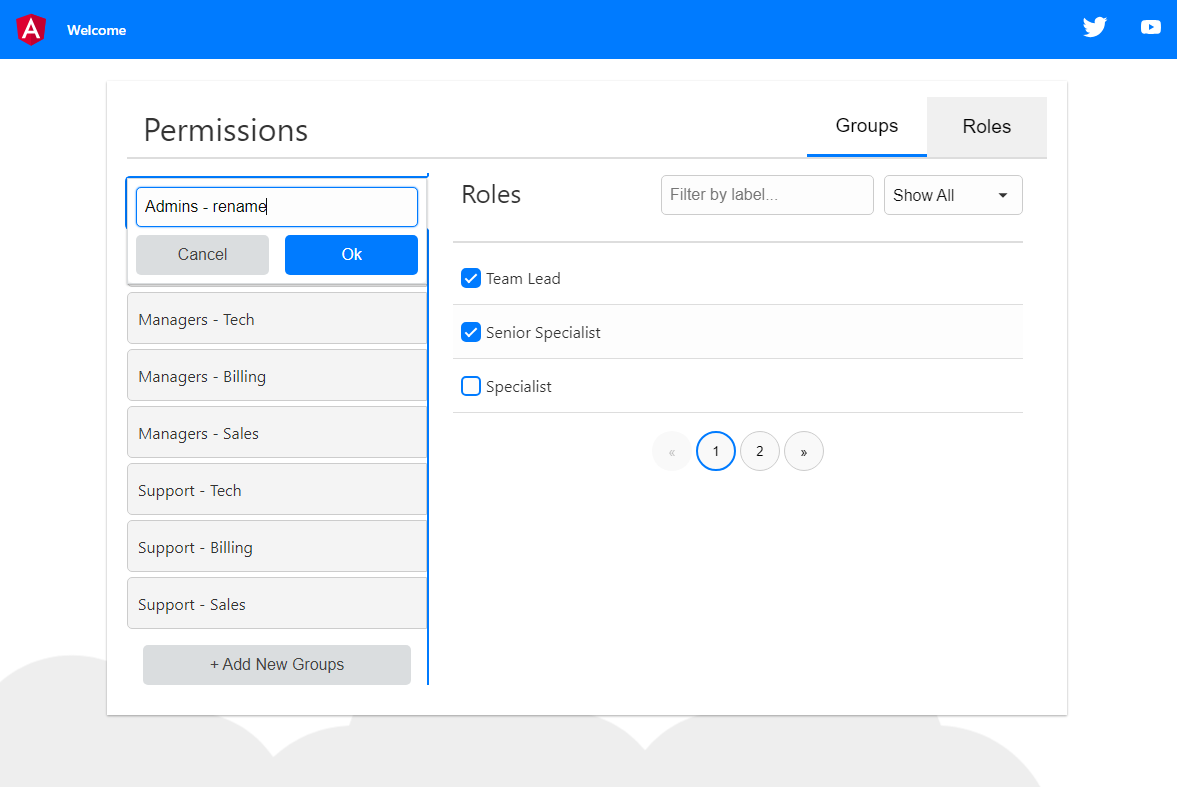 Welcome
Permissions
Groups
Roles
Admins - rename
Cancel
Ok
Managers - Tech
Managers - Billing
Managers - Sales
Support - Tech
Support - Billing
Support - Sales
+ Add New Groups
Roles
Filter by label...
Show All
Team Lead
Senior Specialist
Specialist
« 1 2 »